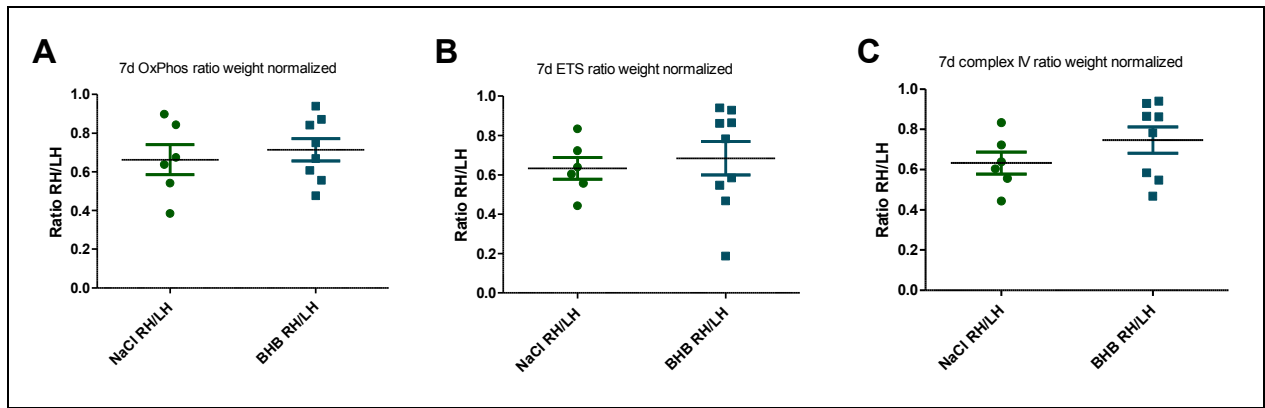 A
7d OxPhos ratio weight normalized
Ratio RH/LH
1.0
0.8
0.6
0.4
0.2
0.0
NaCl RH/LH
BHB RH/LH
B
7d ETS ratio weight normalized
Ratio RH/LH
1.0
0.8
0.6
0.4
0.2
0.0
NaCl RH/LH
BHB RH/LH
C
7d complex IV ratio weight normalized
Ratio RH/LH
1.0
0.8
0.6
0.4
0.2
0.0
NaCl RH/LH
BHB RH/LH